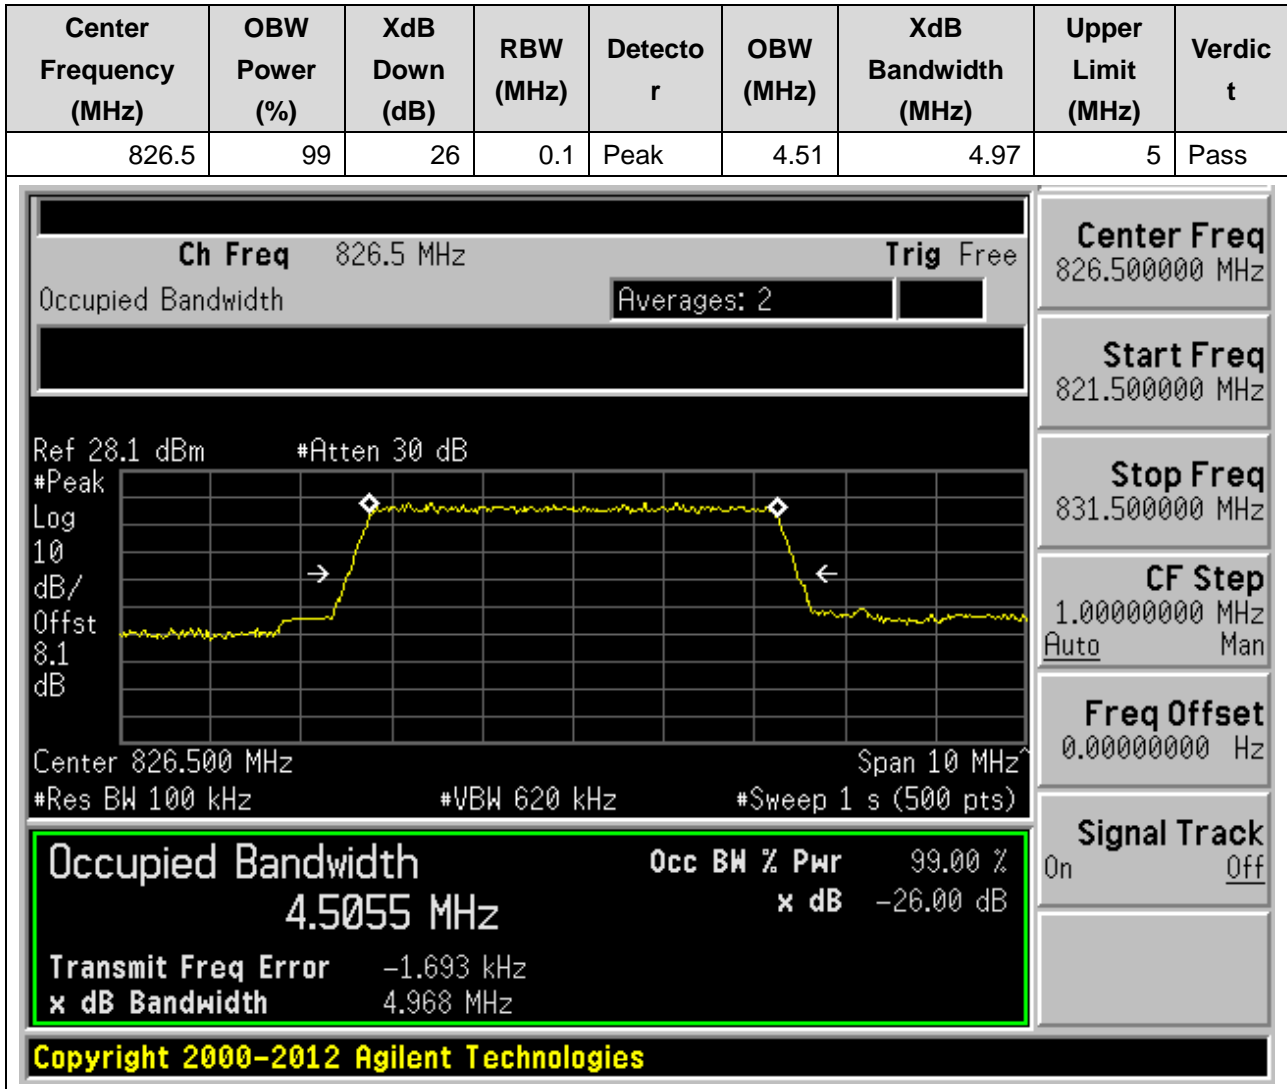 Center Frequency (MHz) OBW Power (%) XdB Down (dB) RBW (MHz) Detecto r OBW (MHz) XdB Bandwidth (MHz) Upper Limit (MHz) Verdic t
826.5 99 26 0.1 Peak 4.51 4.97 5 Pass
Ch Freq 826.5 MHz Trig Free
Occupied Bandwidth Averages: 2
Ref 28.1 dBm #Atten 30 dB
#Peak
Log
10
dB/
Offst
8.1
dB
Center 826.500 MHz Span 10 MHz^
#Res BW 100 kHz #VBW 620 kHz #Sweep 1 s (500 pts)
Occupied Bandwidth Occ BW % Pwr 99.00 %
4.5055 MHz x dB -26.00 dB
Transmit Freq Error -1.693 kHz
x dB Bandwidth 4.968 MHz
Center Freq
826.500000 MHz
Start Freq
821.500000 MHz
Stop Freq
831.500000 MHz
CF Step
1.00000000 MHz
Auto Man
Freq Offset
0.00000000 Hz
Signal Track
On Off
Copyright 2000-2012 Agilent Technologies